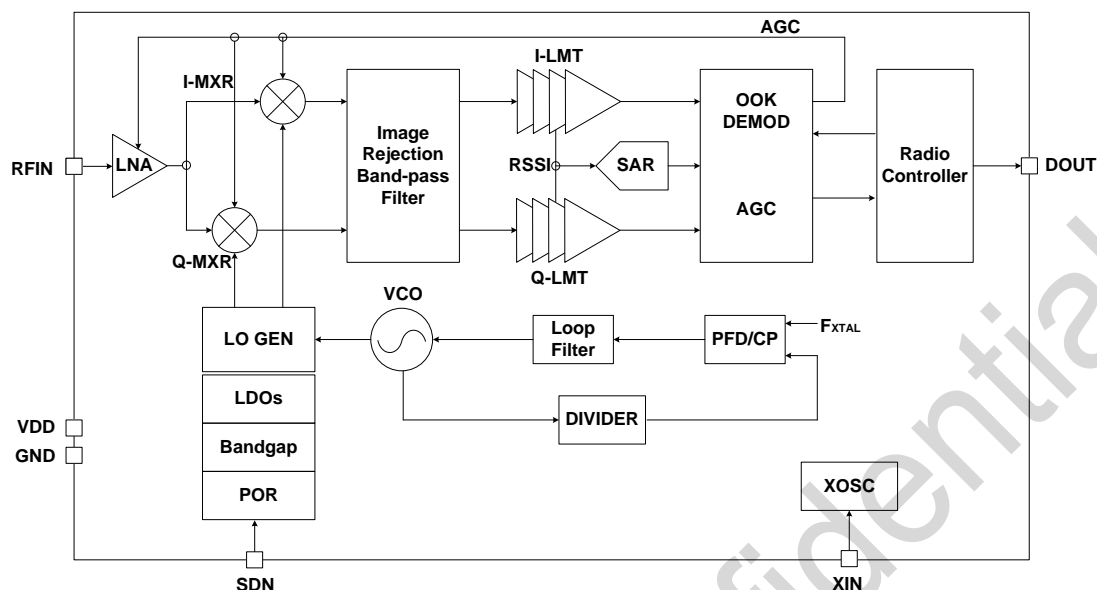 AGC
I-MXR
I-LMT
OOK
DEMOD
Image
Rejection
Band-pass
Filter
RFIN
LNA
RSSI
SAR
Radio
Controller
DOUT
AGC
Q-MXR
Q-LMT
VCO
LO GEN
Loop
Filter
PFD/CP
FXTAL
LDOs
DIVIDER
VDD
Bandgap
GND
POR
XOSC
SDN
XIN
fidential